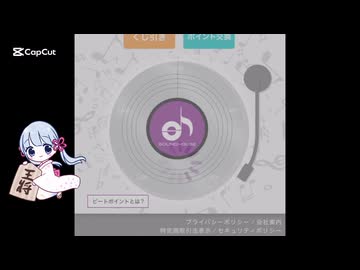 CapCut
くじ引き
ポイント交換
SOUNDHOUSE
王将
ビートポイントとは？
プライバシーポリシー / 会社案内
特定商取引法表示 / セキュリティポリシー